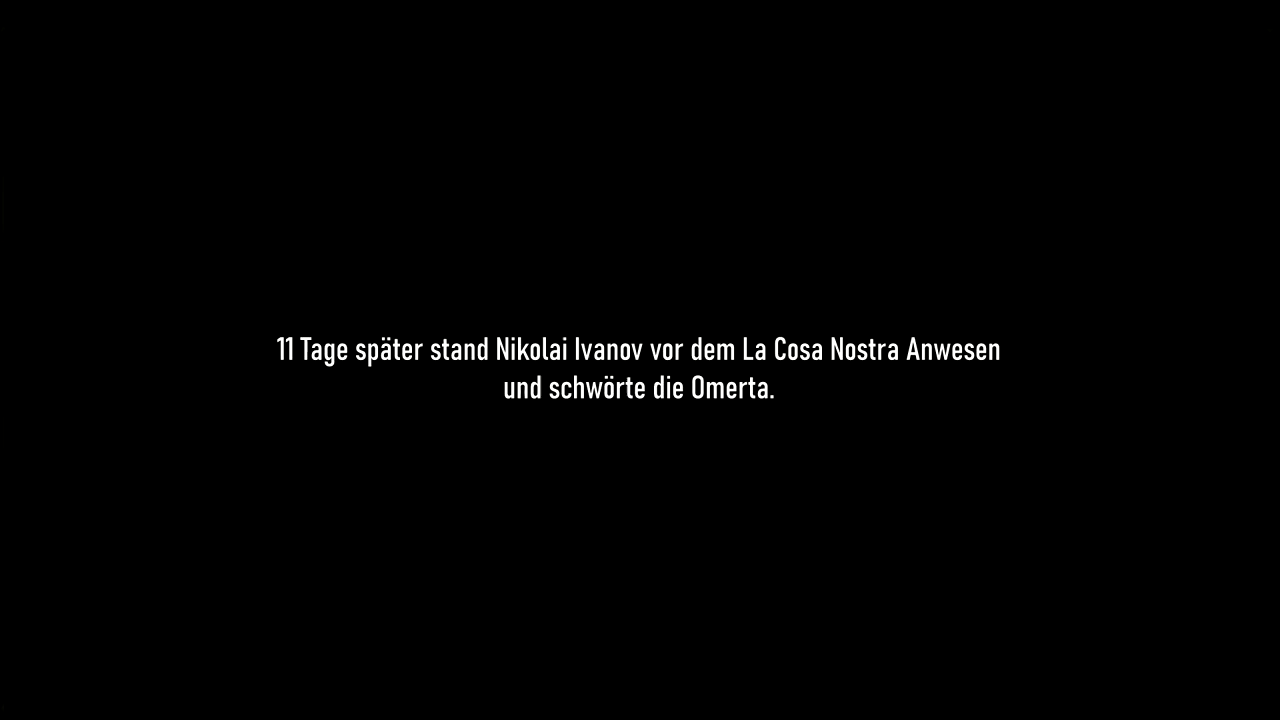 11 Tage später stand Nikolai Ivanov vor dem La Cosa Nostra Anwesen
und schwörte die Omerta.